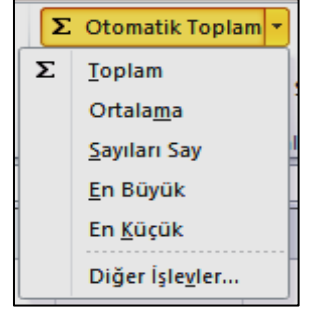 Σ Otomatik Toplam
Σ Toplam
Ortalama
Sayıları Say
En Büyük
En Küçük
Diğer İşlevler...